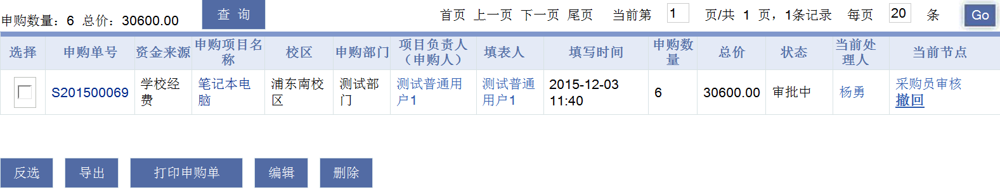 申购数量：6 总价：30600.00 查 询 首页 上一页 下一页 尾页 当前第 1 页/共 1 页，1条记录 每页 20 条 Go
选择 申购单号 资金来源 申购项目名称 校区 申购部门 项目负责人（申购人） 填表人 填写时间 申购数量 总价 状态 当前处理人 当前节点
S201500069 学校经费 笔记本电脑 浦东南校区 测试部门 测试普通用户1 测试普通用户1 2015-12-03 11:40 6 30600.00 审批中 杨勇 采购员审核 撤回
反选 导出 打印申购单 编辑 删除